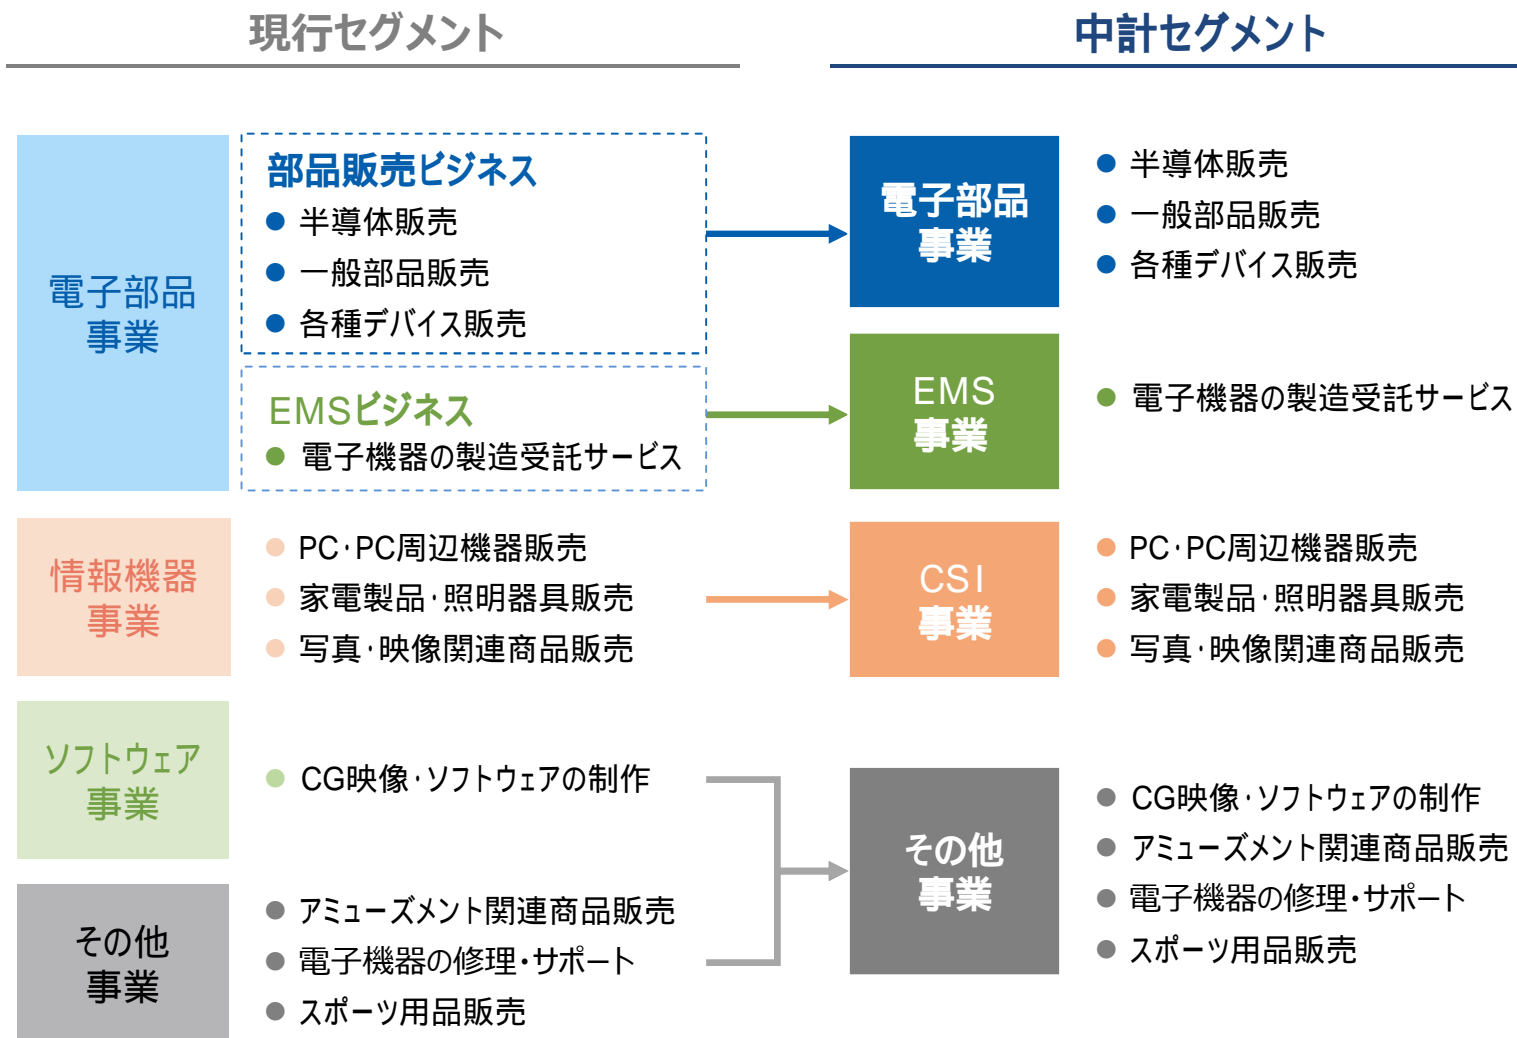 現行セグメント
電子部品
事業
部品販売ビジネス
半導体販売
一般部品販売
各種デバイス販売
EMSビジネス
電子機器の製造受託サービス
情報機器
事業
PC・PC周辺機器販売
家電製品・照明器具販売
写真・映像関連商品販売
ソフトウェア
事業
CG映像・ソフトウェアの制作
その他
事業
アミューズメント関連商品販売
電子機器の修理・サポート
スポーツ用品販売
中計セグメント
電子部品
事業
半導体販売
一般部品販売
各種デバイス販売
EMS
事業
電子機器の製造受託サービス
CSI
事業
PC・PC周辺機器販売
家電製品・照明器具販売
写真・映像関連商品販売
その他
事業
CG映像・ソフトウェアの制作
アミューズメント関連商品販売
電子機器の修理・サポート
スポーツ用品販売